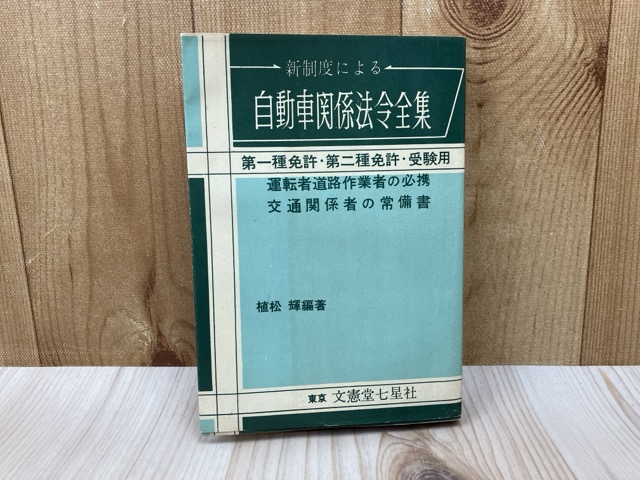 新制度による
自動車関係法令全集
第一種免許・第二種免許・受験用
運転者道路作業者の必携
交通関係者の常備書
植松 輝編著
東京 文憲堂七星社